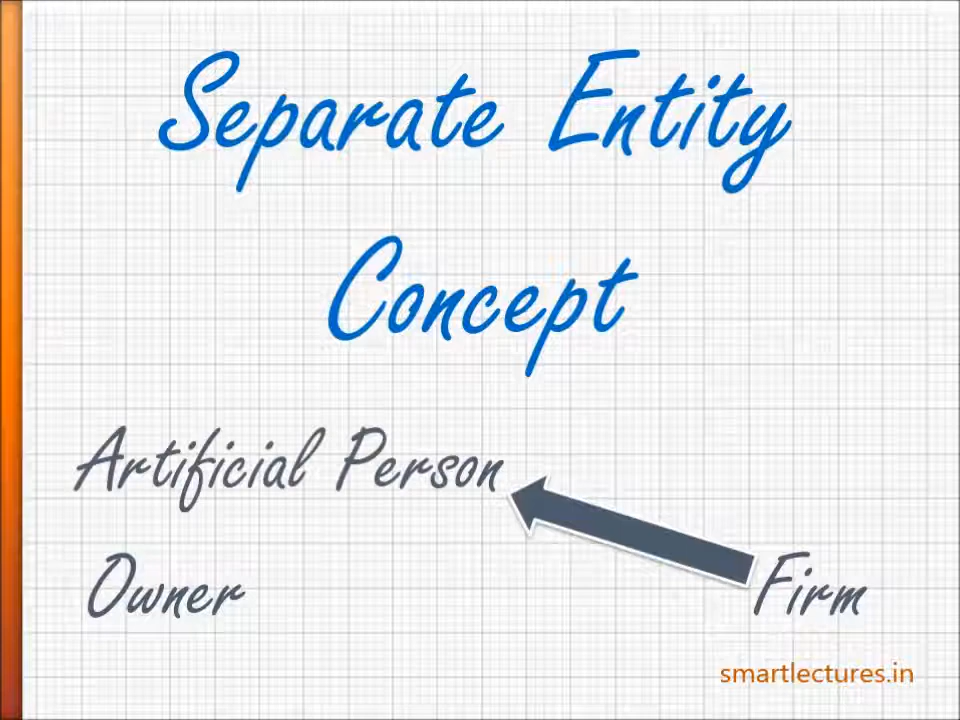 Separate Entity
Concept
Artificial Person
Owner
Firm
smartlectures.in